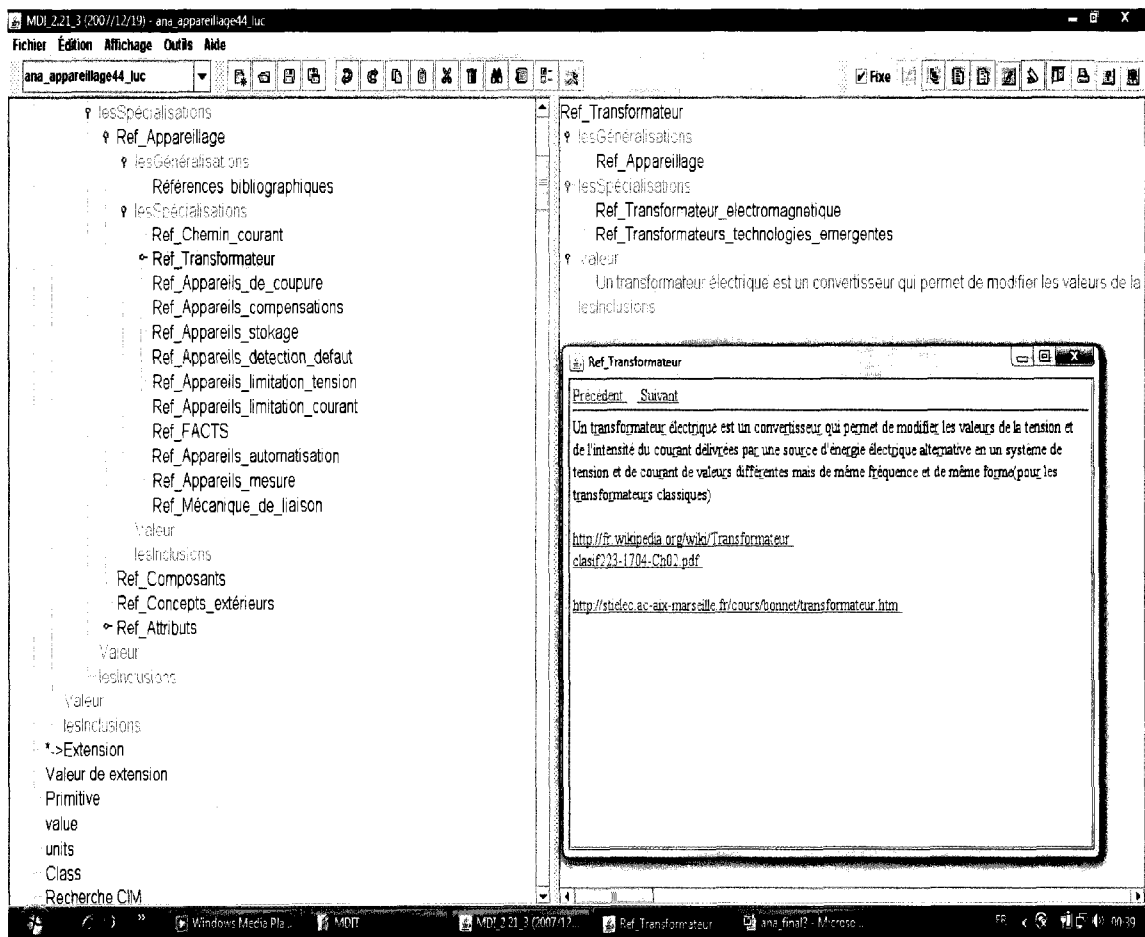 MDI_2.21_3 (2007/12/19) - ana_appareillage44_luc
Fichier Édition Affichage Outils Aide
ana_appareillage44_luc
Fixe
lesSpécialisations
Ref_Appareillage
lesGénéralisations
Références bibliographiques
lesSpécialisations
Ref_Chemin_courant
Ref_Transformateur
Ref_Appareils_de_coupure
Ref_Appareils_compensations
Ref_Appareils_stokage
Ref_Appareils_detection_defaut
Ref_Appareils_limitation_tension
Ref_Appareils_limitation_courant
Ref_FACTS
Ref_Appareils_automatisation
Ref_Appareils_mesure
Ref_Mécanique_de_liaison
Valeur
lesInclusions
Ref_Composants
Ref_Concepts_extérieurs
Ref_Attributs
Valeur
lesInclusions
Valeur
lesInclusions
*->Extension
Valeur de extension
Primitive
value
units
Class
Recherche CIM
Ref_Transformateur
lesGénéralisations
Ref_Appareillage
lesSpécialisations
Ref_Transformateur_electromagnetique
Ref_Transformateurs_technologies_emergentes
Valeur
Un transformateur électrique est un convertisseur qui permet de modifier les valeurs de la
lesInclusions
Ref_Transformateur
Précédent Suivant
Un transformateur électrique est un convertisseur qui permet de modifier les valeurs de la tension et
de l'intensité du courant délivrées par une source d'énergie électrique alternative en un système de
tension et de courant de valeurs différentes mais de même fréquence et de même forme(pour les
transformateurs classiques)
http://fr.wikipedia.org/wiki/Transformateur
clasif223-1704-Ch02.pdf
http://stielec.ac-aix-marseille.fr/cours/bonnet/transformateur.htm
Windows Media Pla... MDIT MDI_2.21_3 (2007/12... Ref_Transformateur ana_final? - Microso... FR 00:39